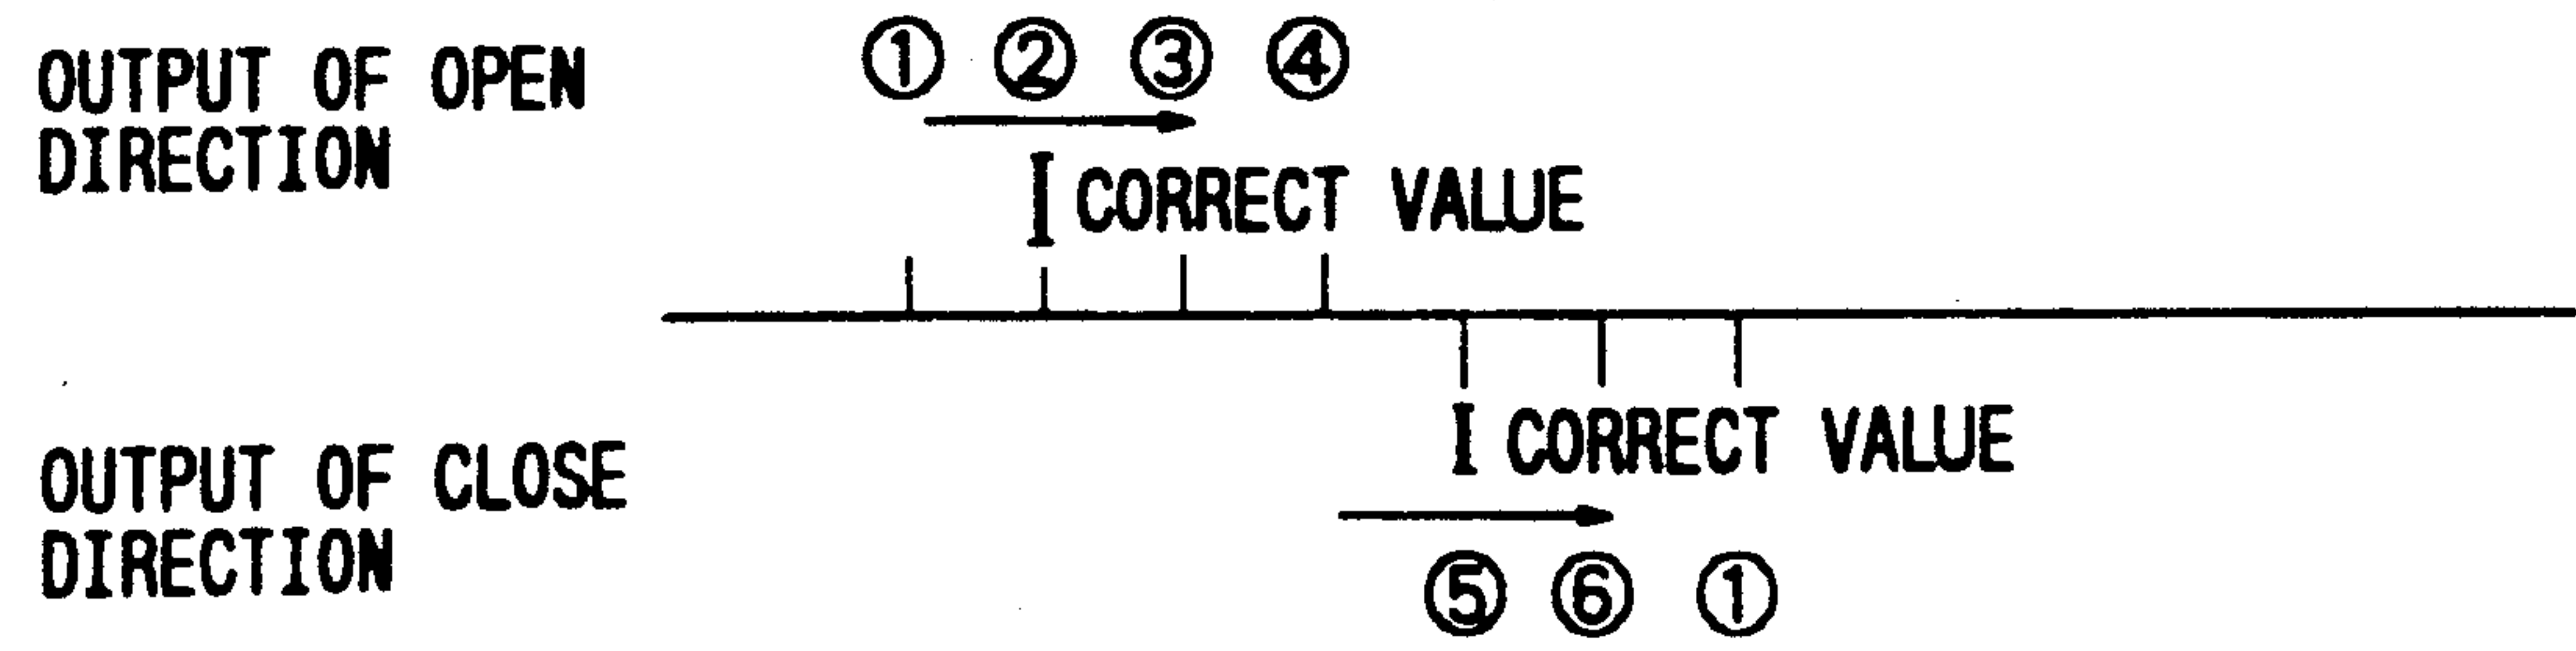 OUTPUT OF OPEN
DIRECTION
① ② ③ ④
I CORRECT VALUE
I CORRECT VALUE
OUTPUT OF CLOSE
DIRECTION
⑤ ⑥ ①